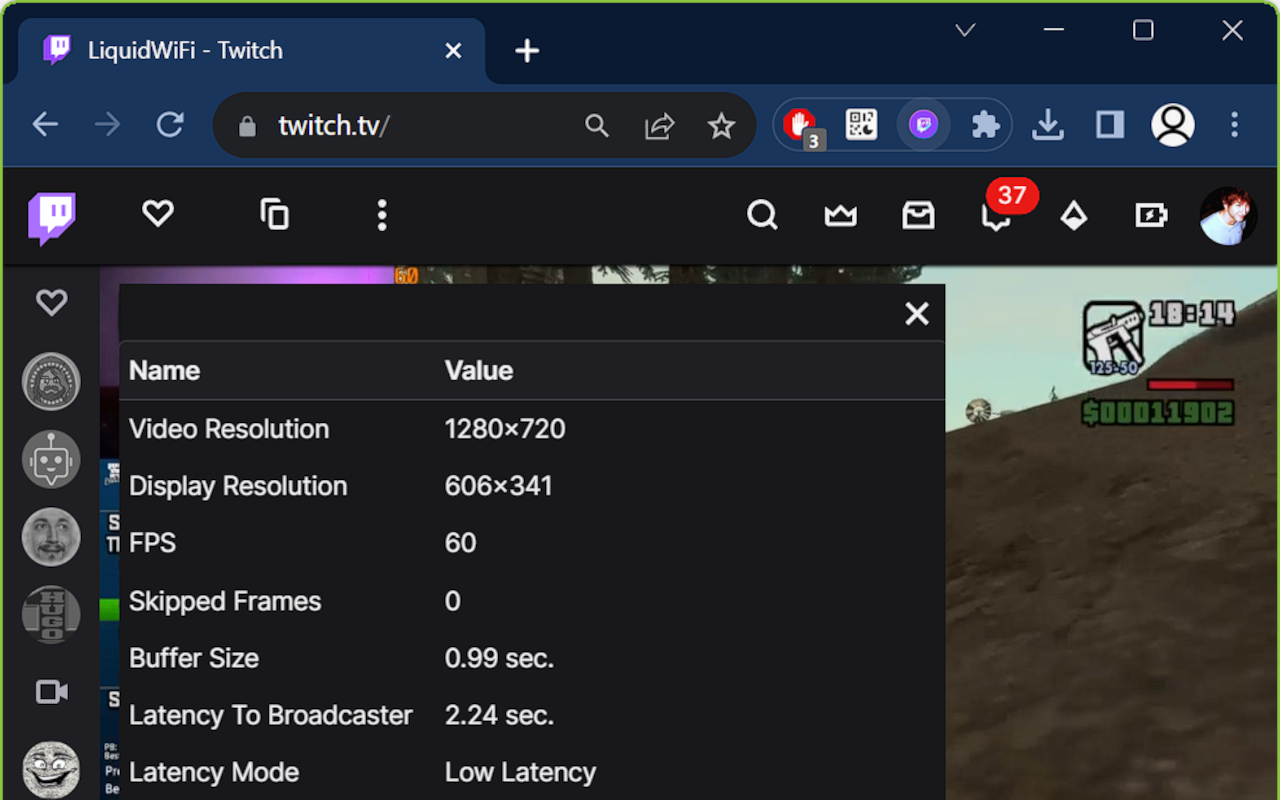 LiquidWiFi - Twitch
twitch.tv/
3
37
60
18:14
125-50
$00011902
Name Value
Video Resolution 1280×720
Display Resolution 606×341
FPS 60
Skipped Frames 0
Buffer Size 0.99 sec.
Latency To Broadcaster 2.24 sec.
Latency Mode Low Latency
HUGO
PB: